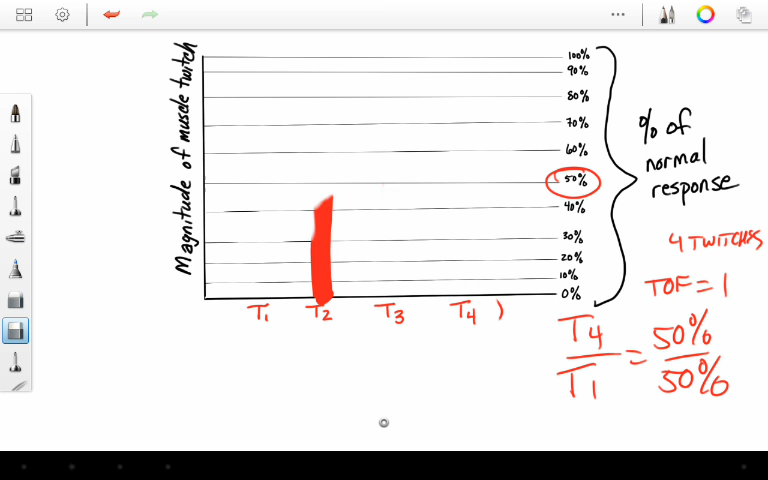 Magnitude of muscle twitch
100%
90%
80%
70%
60%
50%
40%
30%
20%
10%
0%
T1 T2 T3 T4 )
% of
normal
response
4 TWITCHES
TOF = 1
T4/T1 = 50%/50%